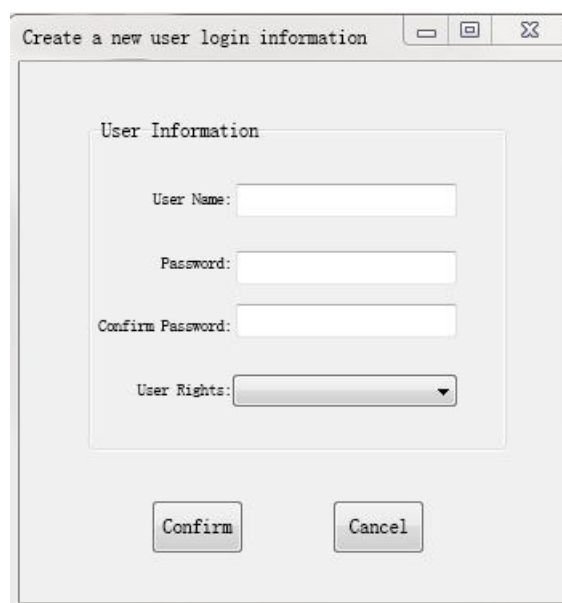 Create a new user login information
User Information
User Name:
Password:
Confirm Password:
User Rights:
Confirm
Cancel